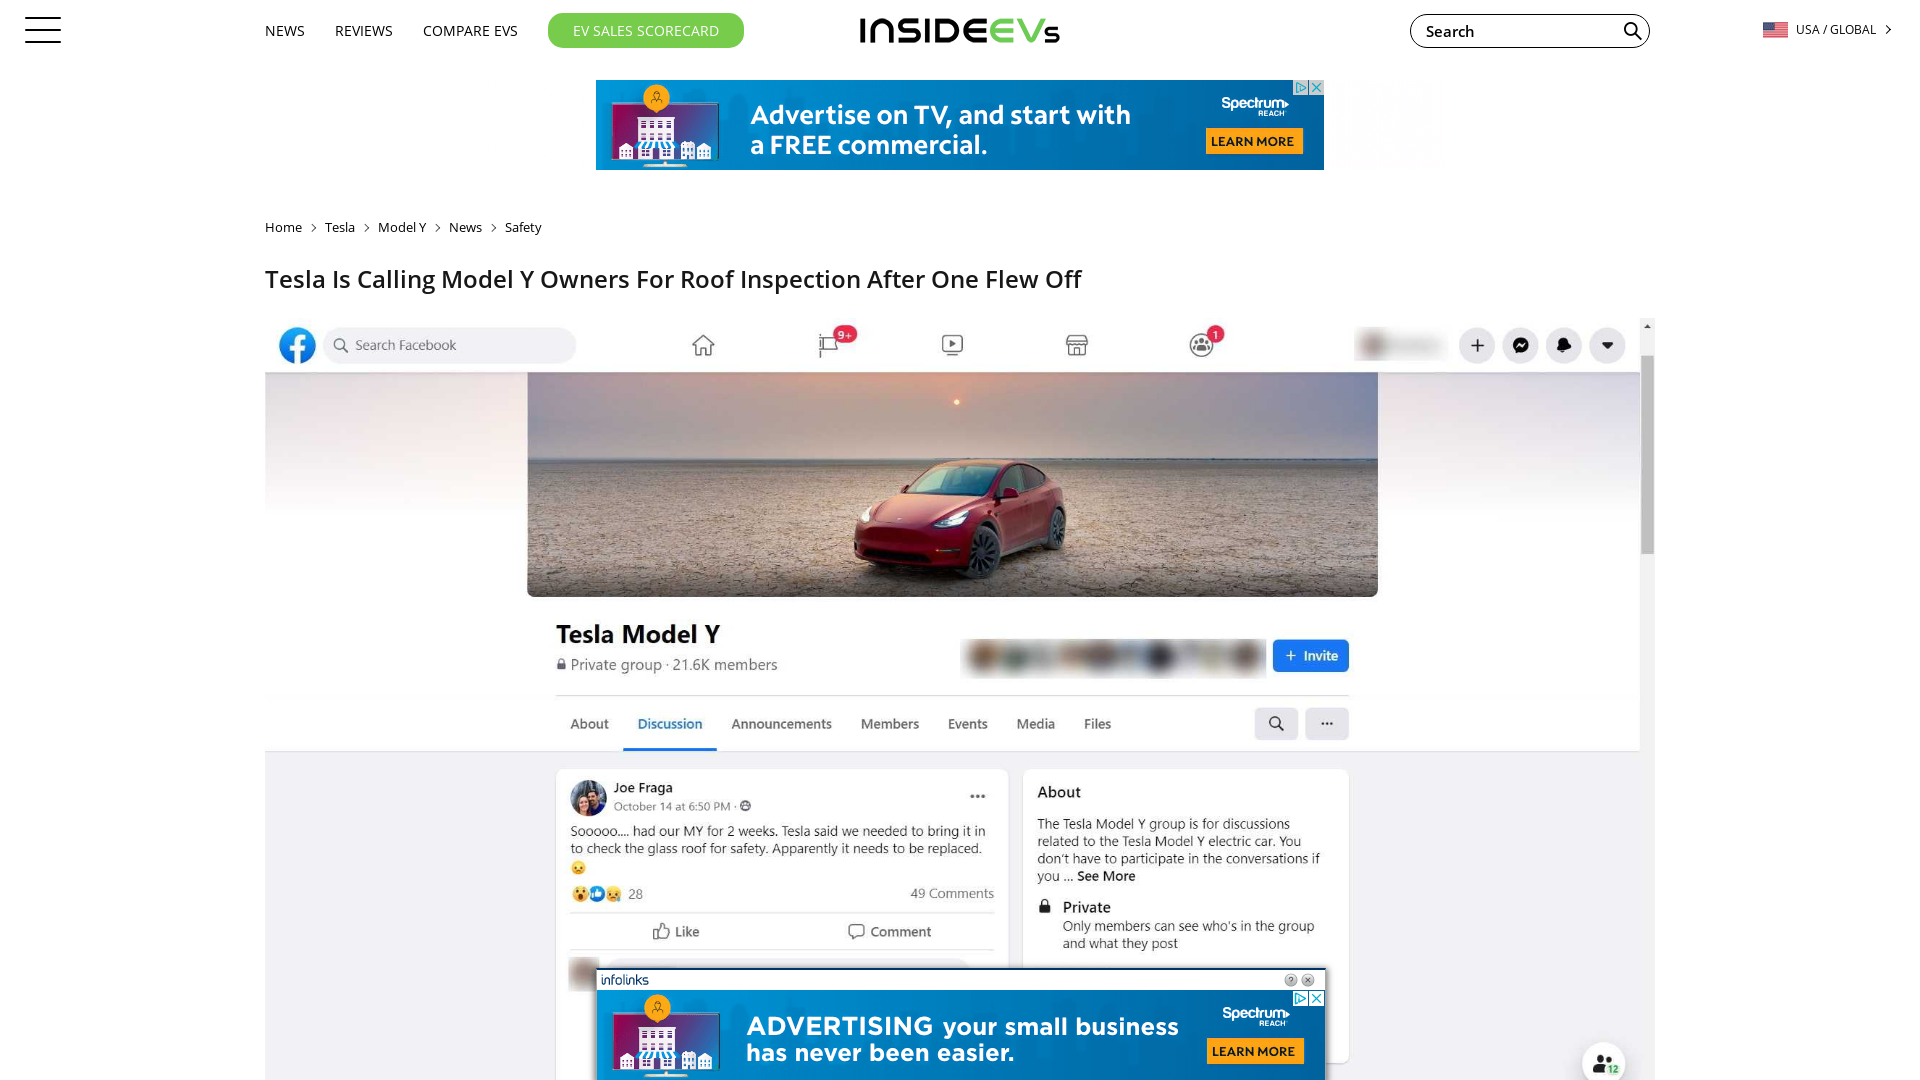 NEWS
REVIEWS
COMPARE EVS
EV SALES SCORECARD
INSIDEEVs
Search
USA / GLOBAL
Advertise on TV, and start with
a FREE commercial.
Spectrum
REACH
LEARN MORE
Home
Tesla
Model Y
News
Safety
Tesla Is Calling Model Y Owners For Roof Inspection After One Flew Off
Search Facebook
9+
1
Tesla Model Y
Private group · 21.6K members
+ Invite
About
Discussion
Announcements
Members
Events
Media
Files
Joe Fraga
October 14 at 6:50 PM ·
Sooooo.... had our MY for 2 weeks. Tesla said we needed to bring it in
to check the glass roof for safety. Apparently it needs to be replaced.
28
49 Comments
Like
Comment
About
The Tesla Model Y group is for discussions
related to the Tesla Model Y electric car. You
don't have to participate in the conversations if
you ... See More
Private
Only members can see who's in the group
and what they post
infolinks
ADVERTISING your small business
has never been easier.
Spectrum
REACH
LEARN MORE
12